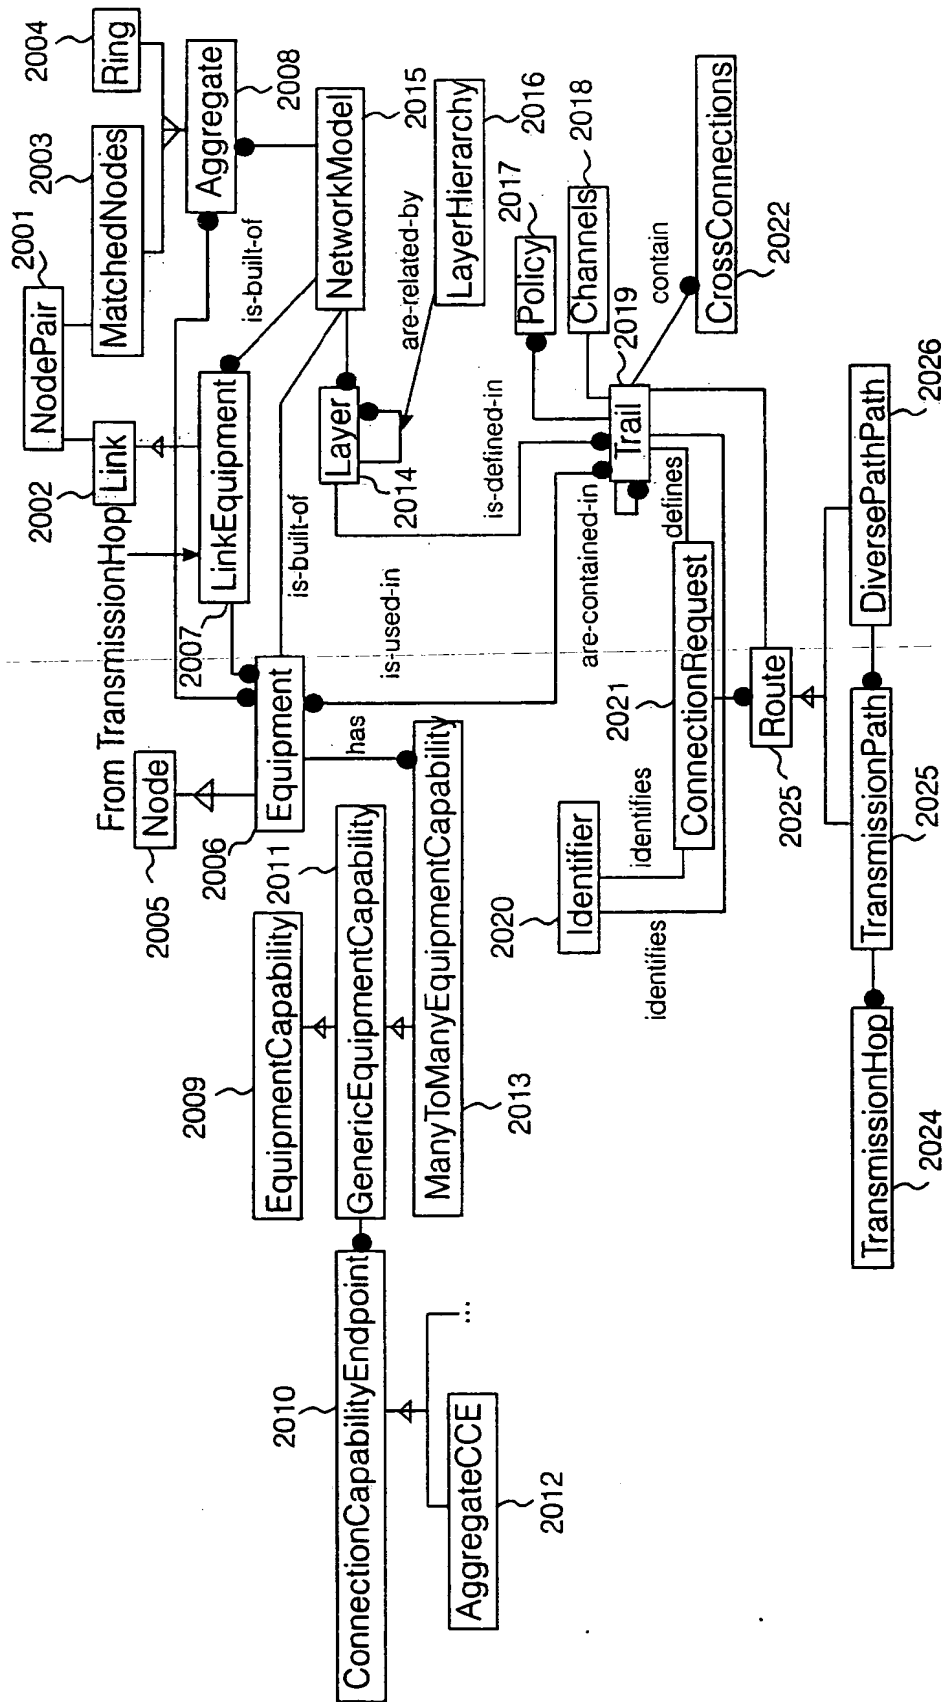 2004
Ring
2003
MatchedNodes
2001
NodePair
2002
Link
From TransmissionHop
Aggregate
2008
is-built-of
LinkEquipment
2007
NetworkModel
2015
is-built-of
Layer
2014
are-related-by
LayerHierarchy
2016
Node
2005
Equipment
2006
has
is-used-in
EquipmentCapability
2009
GenericEquipmentCapability
2011
ManyToManyEquipmentCapability
2013
ConnectionCapabilityEndpoint
2010
AggregateCCE
2012
...
is-defined-in
are-contained-in
Policy
2017
Channels
2018
Trail
2019
contain
CrossConnections
2022
defines
Identifier
2020
identifies
identifies
ConnectionRequest
2021
Route
2025
TransmissionHop
2024
TransmissionPath
2025
DiversePathPath
2026